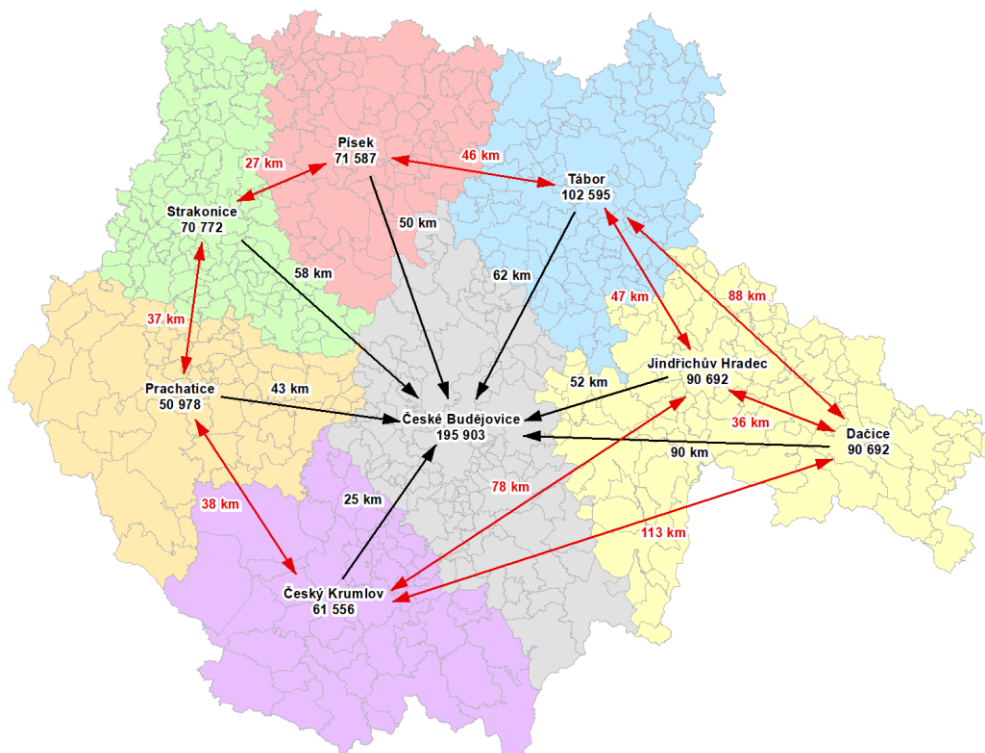 Písek
71 587
27 km
46 km
Tábor
102 595
Strakonice
70 772
50 km
58 km
62 km
47 km
88 km
37 km
Jindřichův Hradec
90 692
Prachatice
50 978
43 km
52 km
České Budějovice
195 903
36 km
Dačice
90 692
90 km
78 km
38 km
25 km
113 km
Český Krumlov
61 556